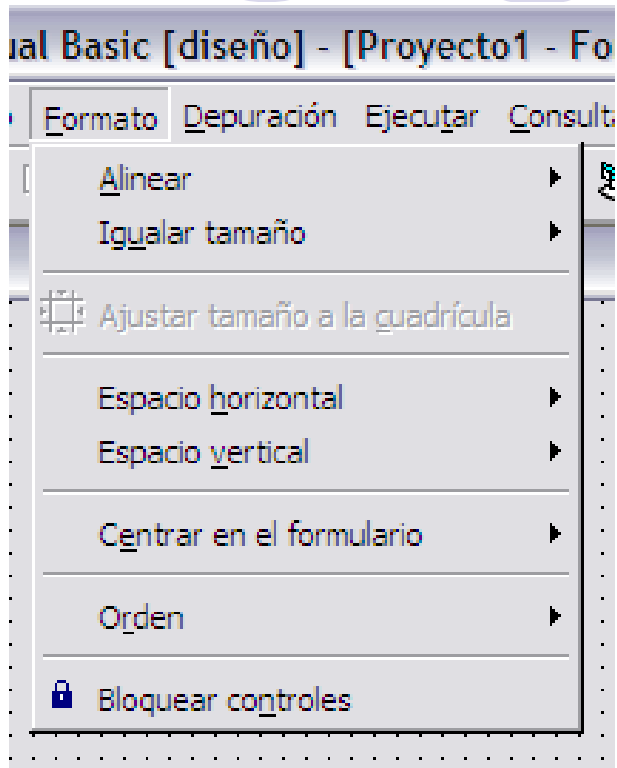 ual Basic [diseño] - [Proyecto1 - Fo
Formato Depuración Ejecutar Consulta
Alinear
Igualar tamaño
Ajustar tamaño a la cuadrícula
Espacio horizontal
Espacio vertical
Centrar en el formulario
Orden
Bloquear controles